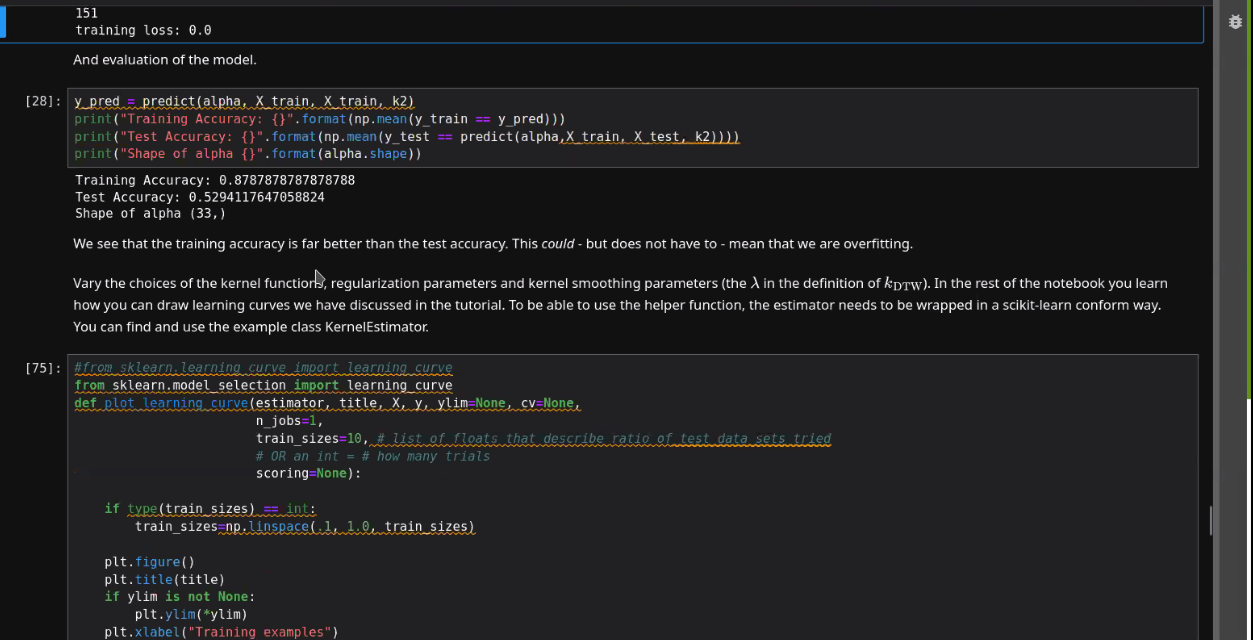 151
training loss: 0.0
And evaluation of the model.
[28]:
y_pred = predict(alpha, X_train, X_train, k2)
print("Training Accuracy: {}".format(np.mean(y_train == y_pred)))
print("Test Accuracy: {}".format(np.mean(y_test == predict(alpha,X_train, X_test, k2))))
print("Shape of alpha {}".format(alpha.shape))
Training Accuracy: 0.8787878787878788
Test Accuracy: 0.5294117647058824
Shape of alpha (33,)
We see that the training accuracy is far better than the test accuracy. This could - but does not have to - mean that we are overfitting.
Vary the choices of the kernel functions, regularization parameters and kernel smoothing parameters (the λ in the definition of k_DTW). In the rest of the notebook you learn
how you can draw learning curves we have discussed in the tutorial. To be able to use the helper function, the estimator needs to be wrapped in a scikit-learn conform way.
You can find and use the example class KernelEstimator.
[75]:
#from sklearn.learning_curve import learning_curve
from sklearn.model_selection import learning_curve
def plot_learning_curve(estimator, title, X, y, ylim=None, cv=None,
n_jobs=1,
train_sizes=10, # list of floats that describe ratio of test data sets tried
# OR an int = # how many trials
scoring=None):
if type(train_sizes) == int:
train_sizes=np.linspace(.1, 1.0, train_sizes)
plt.figure()
plt.title(title)
if ylim is not None:
plt.ylim(*ylim)
plt.xlabel("Training examples")